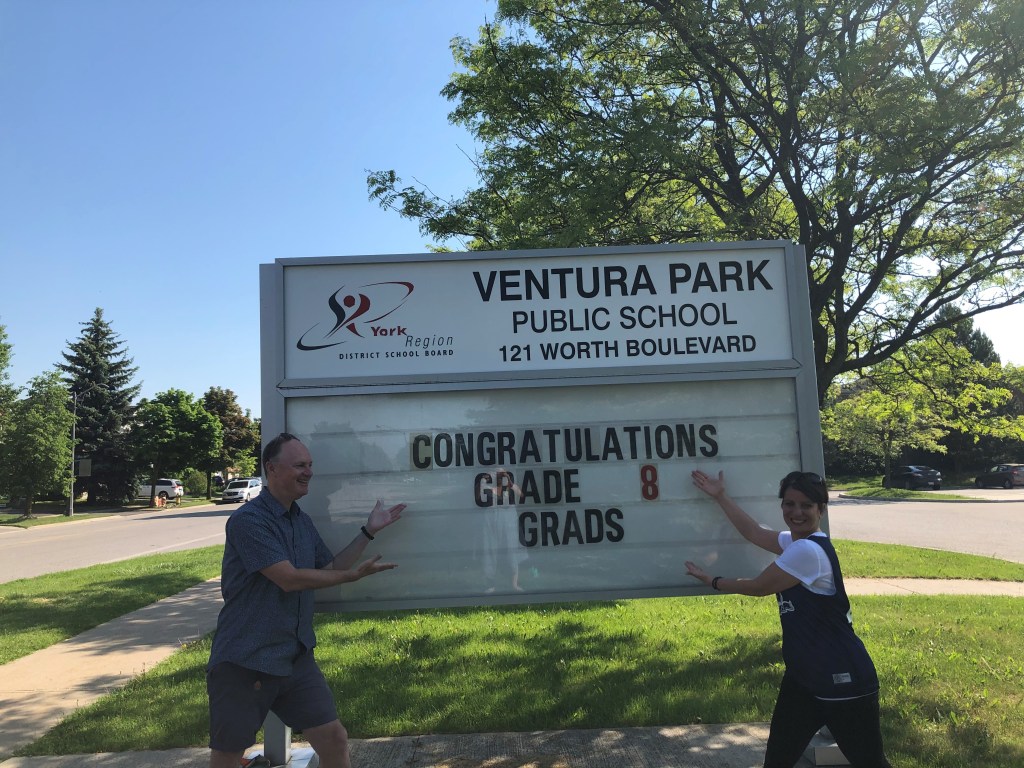 VENTURA PARK
PUBLIC SCHOOL
121 WORTH BOULEVARD
York
Region
DISTRICT SCHOOL BOARD
CONGRATULATIONS
GRADE 8
GRADS